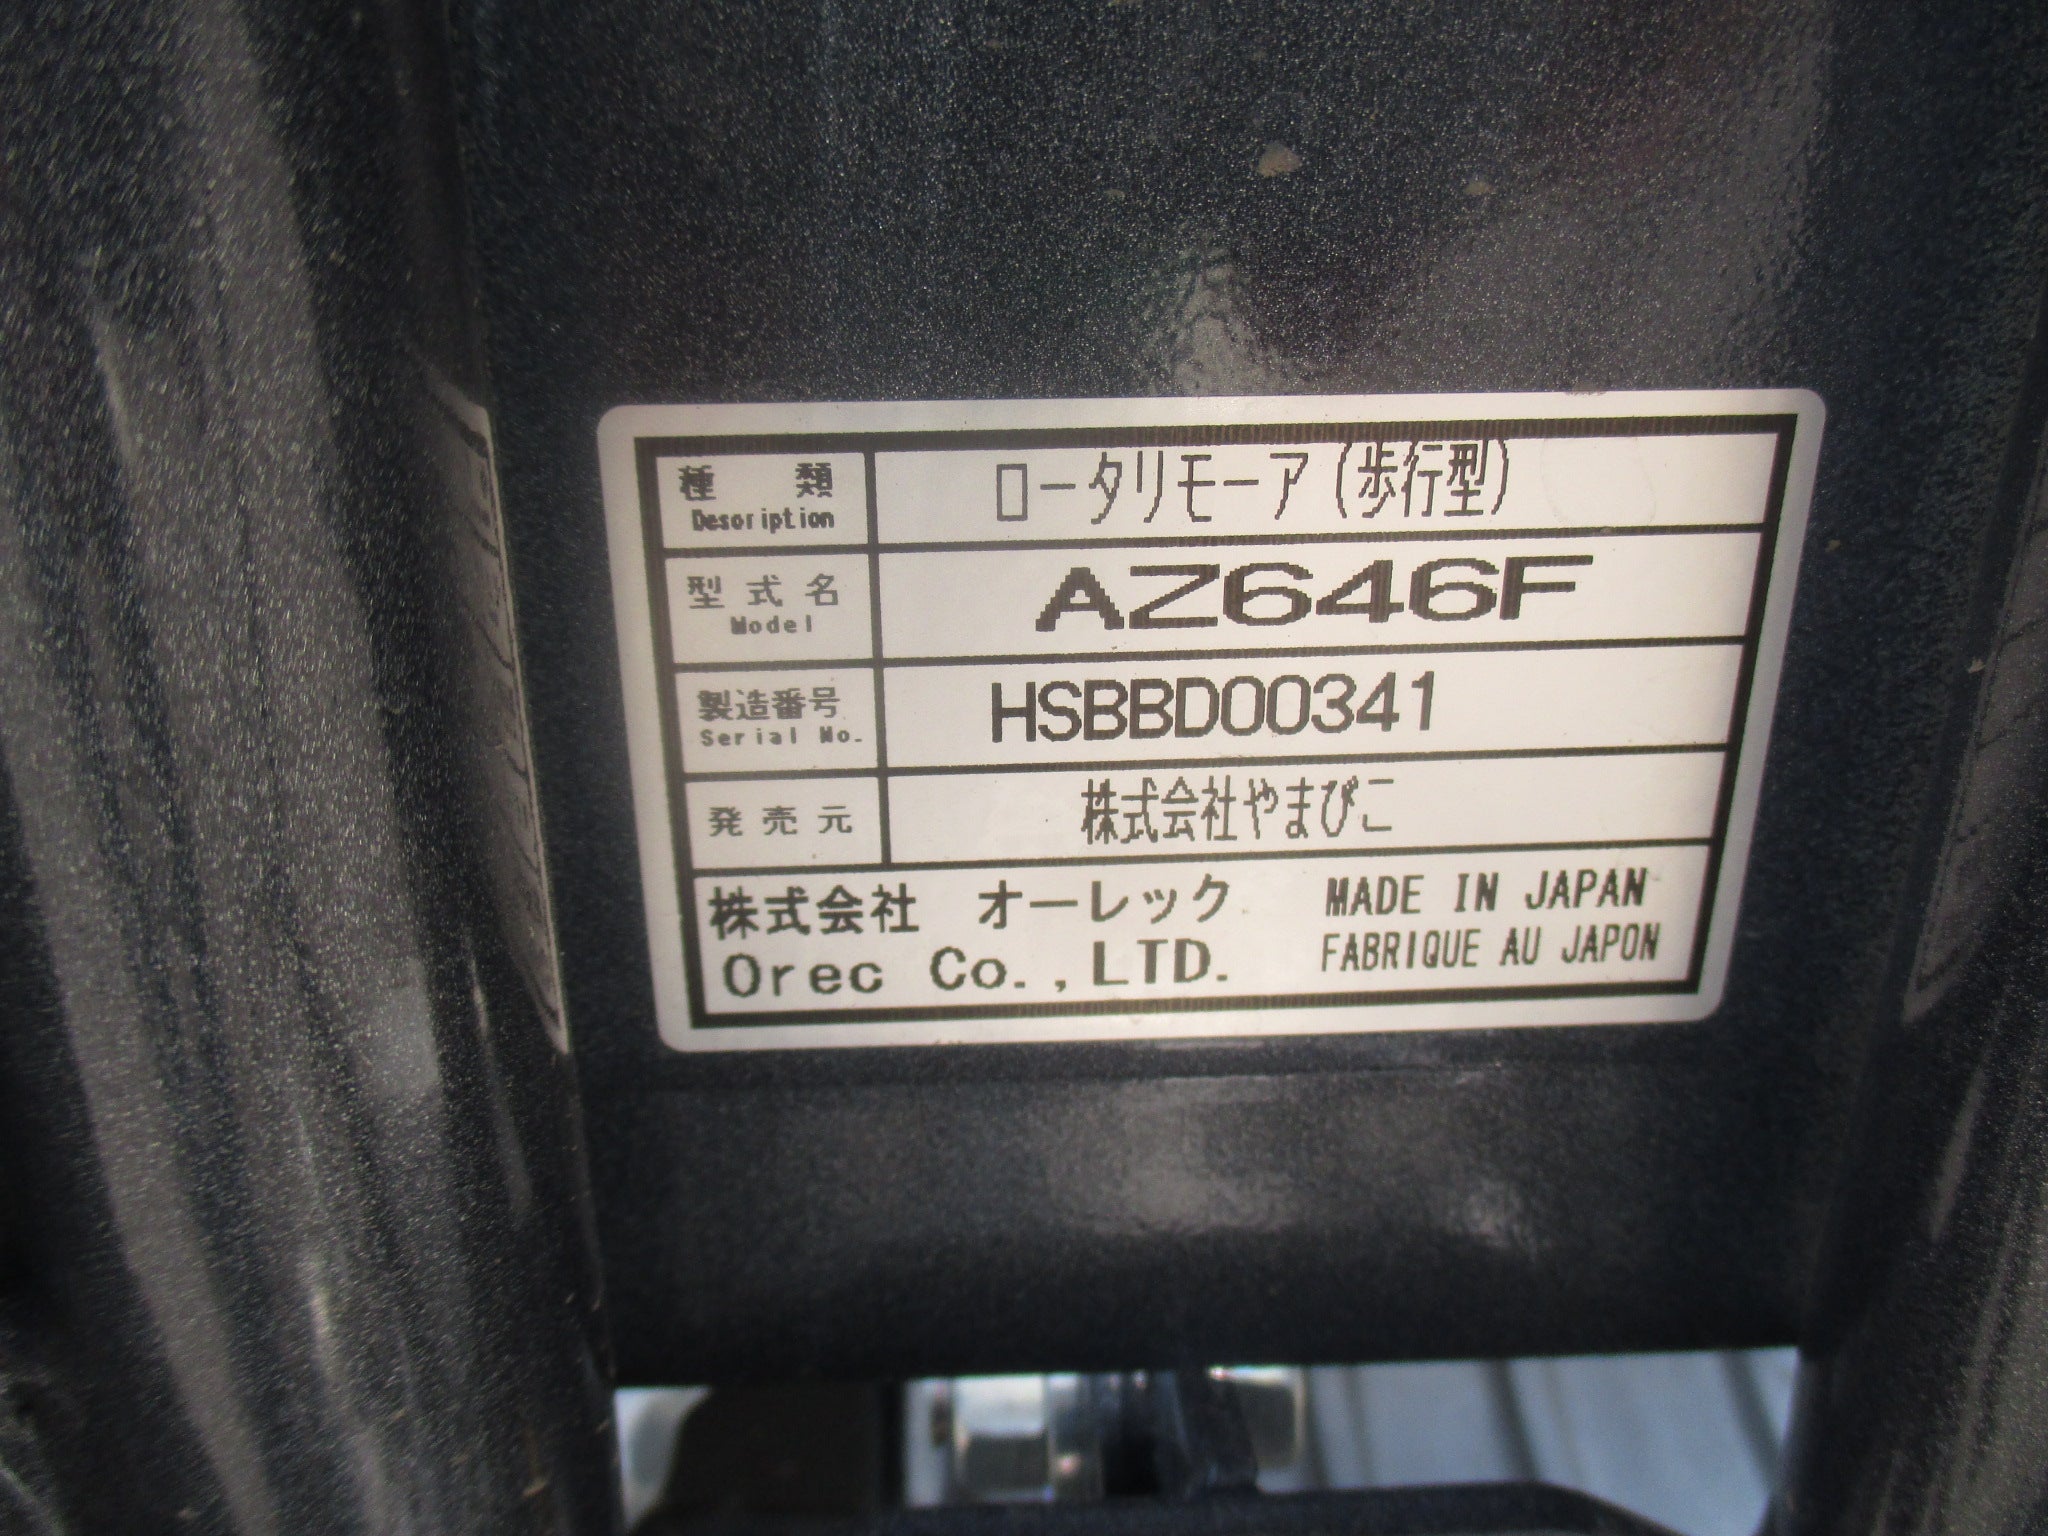 種類 ロータリモーア(歩行型)
Description
型式名 AZ646F
Model
製造番号 HSBBD00341
Serial No.
発売元 株式会社やまびこ
株式会社 オーレック MADE IN JAPAN
Orec Co.,LTD. FABRIQUE AU JAPON